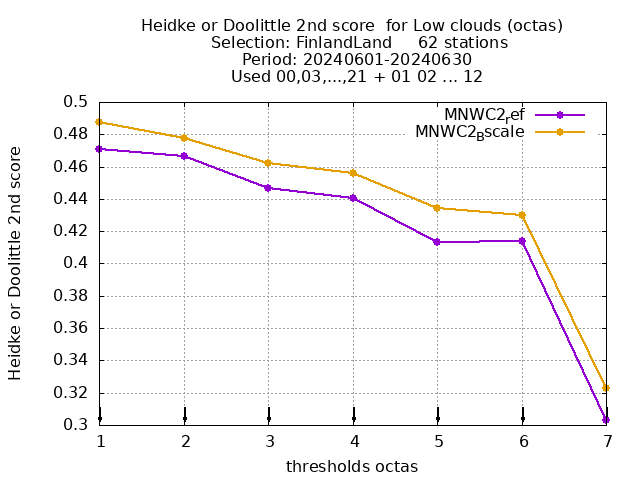 Heidke or Doolittle 2nd score  for Low clouds (octas)
Selection: FinlandLand     62 stations
Period: 20240601-20240630
Used 00,03,...,21 + 01 02 ... 12
MNWC2ref
MNWC2Bscale
0.5
0.48
0.46
0.44
0.42
0.4
0.38
0.36
0.34
0.32
0.3
Heidke or Doolittle 2nd score
1 2 3 4 5 6 7
thresholds octas